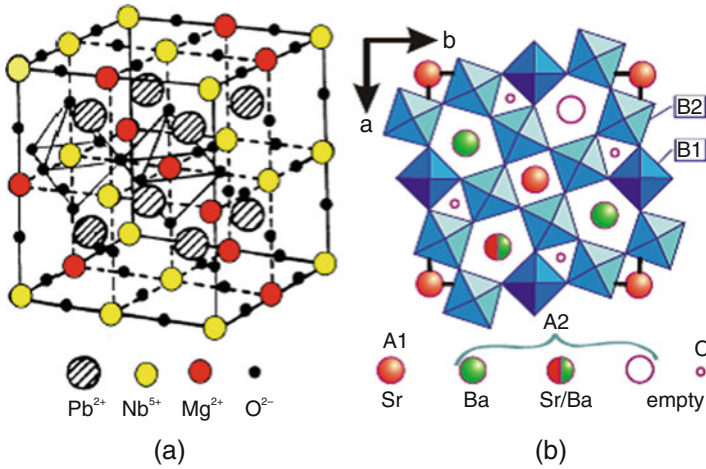 Pb²⁺ Nb⁵⁺ Mg²⁺ O²⁻
(a)
b
a
B2
B1
A2
A1
C
Sr Ba Sr/Ba empty
(b)